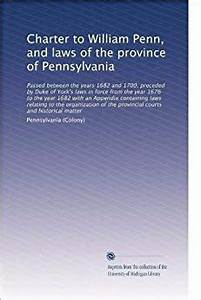 Charter to William Penn,
and laws of the province of
Pennsylvania
Passed between the years 1682 and 1700, preceded
by Duke of York's laws in force from the year 1676
to the year 1682 with an Appendix containing laws
relating to the organization of the provincial courts
and historical matter
Pennsylvania (Colony)
Reprints from the collection of the
University of Michigan Library